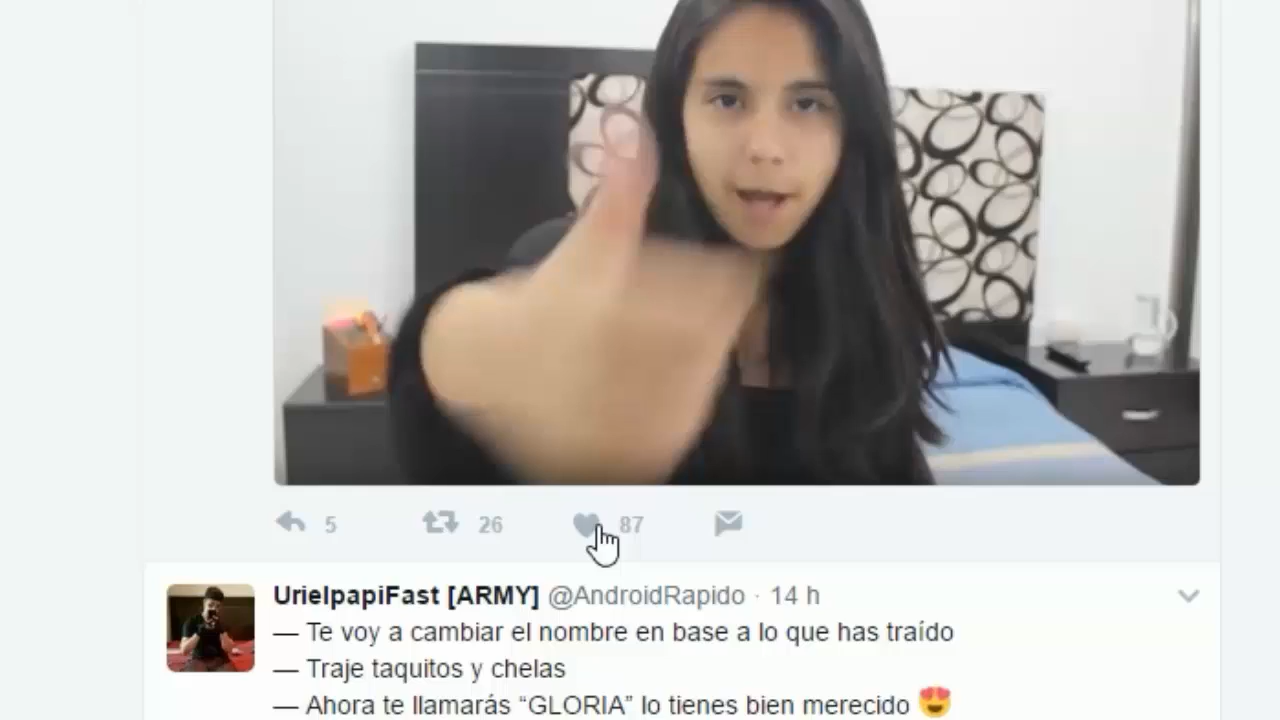 5 26 87
UrielpapiFast [ARMY] @AndroidRapido · 14 h
— Te voy a cambiar el nombre en base a lo que has traído
— Traje taquitos y chelas
— Ahora te llamarás “GLORIA” lo tienes bien merecido 😍